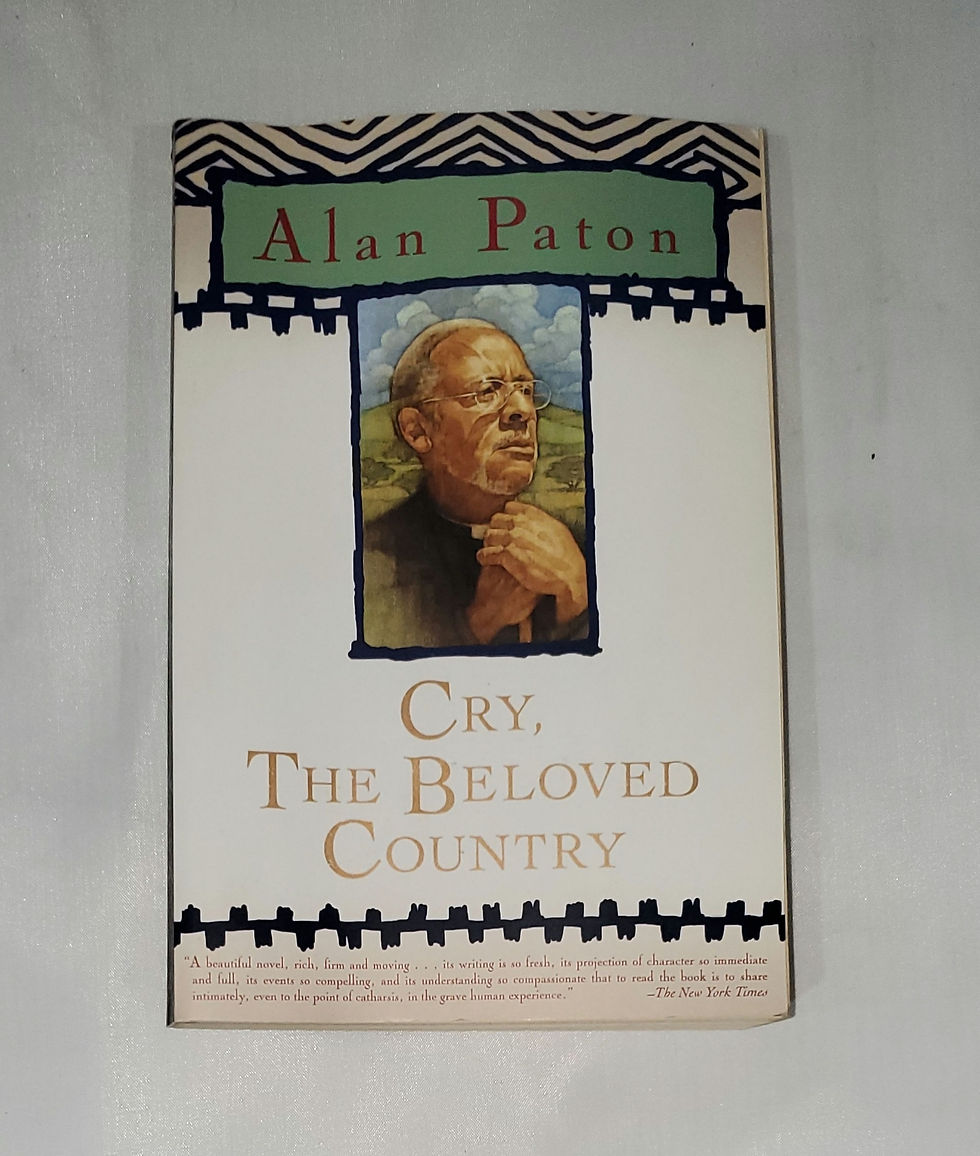 Alan Paton
CRY,
THE BELOVED
COUNTRY
"A beautiful novel, rich, firm and moving . . . its writing is so fresh, its projection of character so immediate
and full, its events so compelling, and its understanding so compassionate that to read the book is to share
intimately, even to the point of catharsis, in the grave human experience." –The New York Times